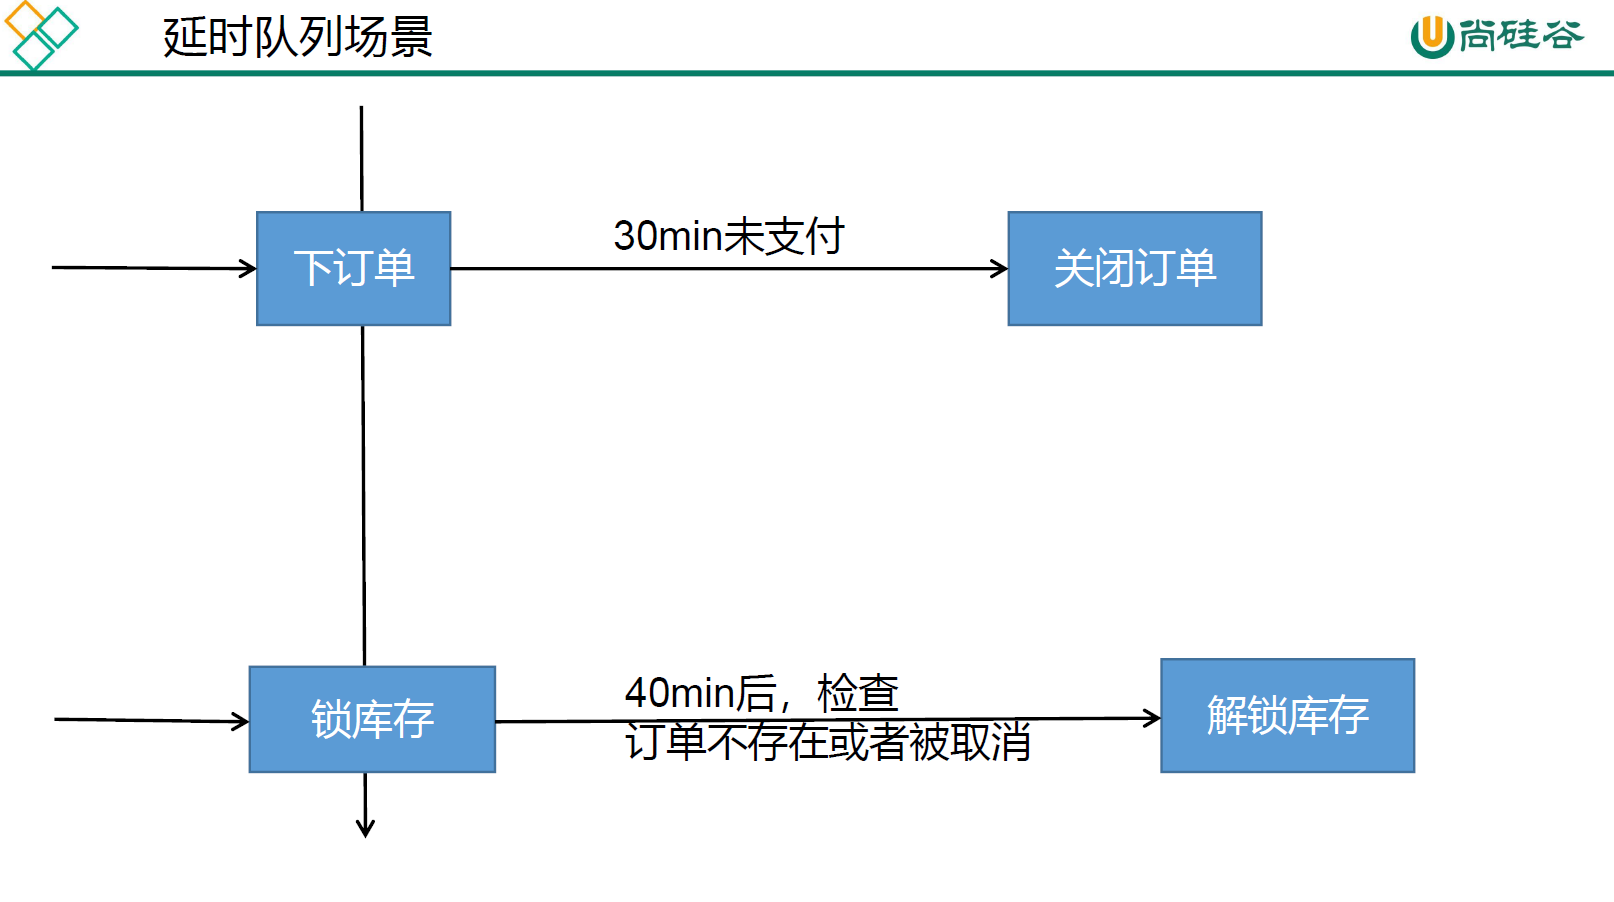 延时队列场景
尚硅谷
下订单
30min未支付
关闭订单
锁库存
40min后，检查
订单不存在或者被取消
解锁库存